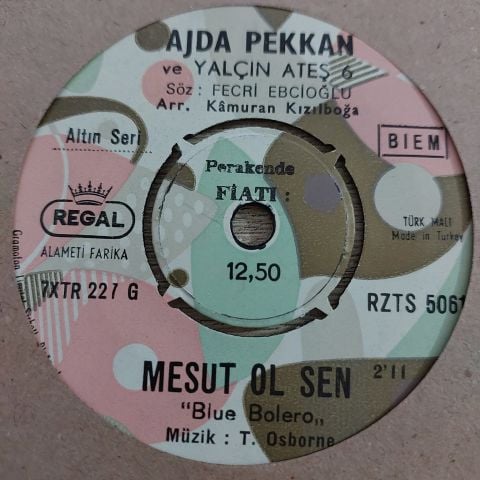 AJDA PEKKAN
ve YALÇIN ATEŞ 6
Söz : FECRİ EBCİOĞLU
Arr. Kâmuran Kızılboğa
Altın Seri
BIEM
Perakende
FİATI :
REGAL
ALAMETİ FARİKA
TÜRK MALI
Made in Turkey
7XTR 227 G
12,50
RZTS 5061
MESUT OL SEN 2'11
"Blue Bolero„
Müzik : T. Osborne